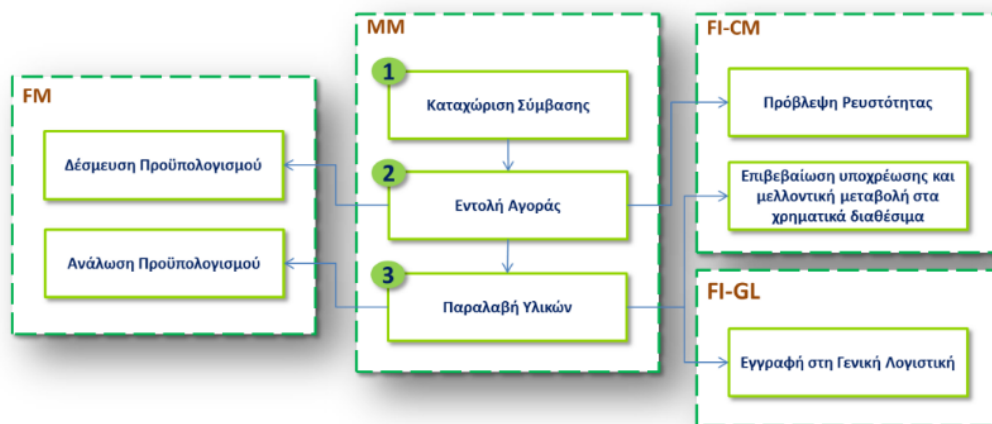 FM
Δέσμευση Προϋπολογισμού
Ανάλωση Προϋπολογισμού
MM
1
Καταχώριση Σύμβασης
2
Εντολή Αγοράς
3
Παραλαβή Υλικών
FI-CM
Πρόβλεψη Ρευστότητας
Επιβεβαίωση υποχρέωσης και
μελλοντική μεταβολή στα
χρηματικά διαθέσιμα
FI-GL
Εγγραφή στη Γενική Λογιστική